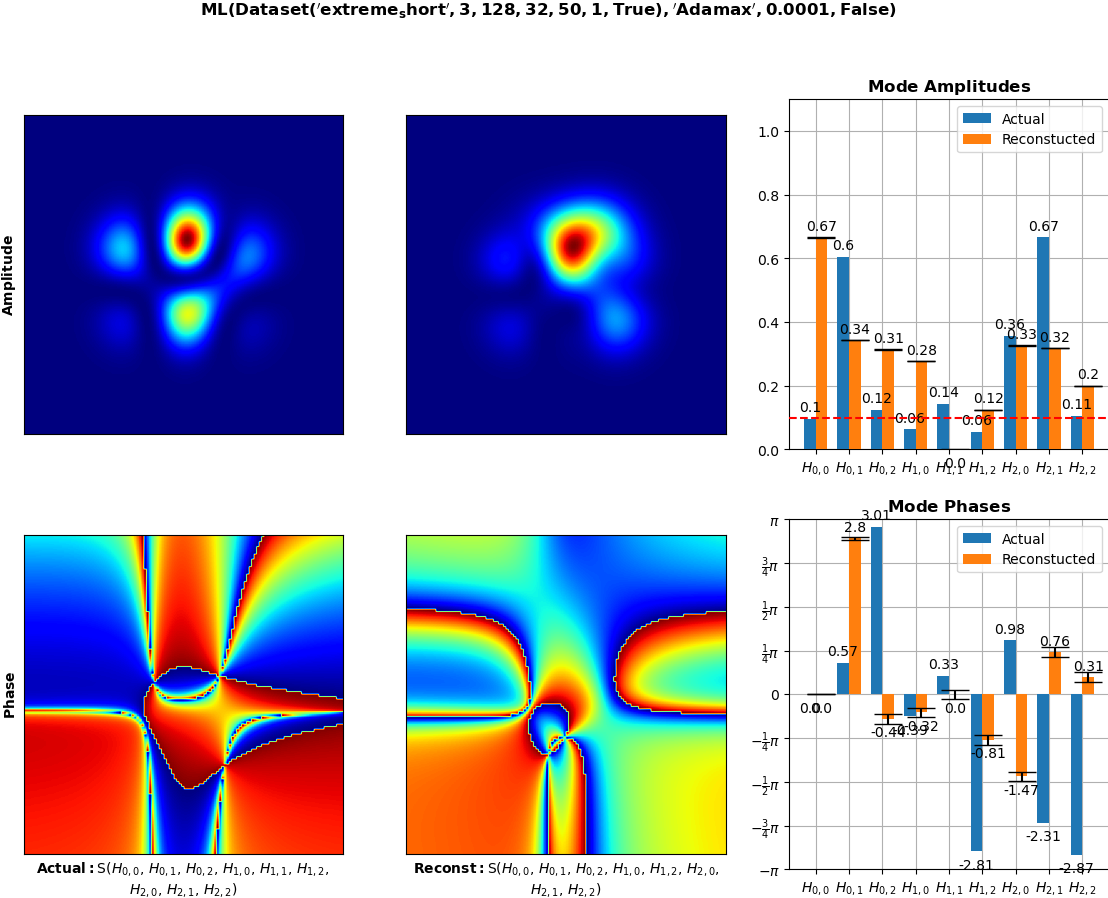 ML(Dataset('extreme_short', 3, 128, 32, 50, 1, True), 'Adamax', 0.0001, False)
Amplitude
Mode Amplitudes
Actual
Reconstucted
1.0
0.8
0.6
0.4
0.2
0.0
0.1 0.67 0.6 0.34 0.12 0.31 0.06 0.28 0.14 0.0 0.06 0.12 0.36 0.33 0.67 0.32 0.11 0.2
H0,0 H0,1 H0,2 H1,0 H1,1 H1,2 H2,0 H2,1 H2,2
Phase
Mode Phases
Actual
Reconstucted
π
3/4π
1/2π
1/4π
0
−1/4π
−1/2π
−3/4π
−π
0.0 0.0 0.57 2.8 3.01 -0.44 -0.39 -0.32 0.33 0.0 -2.81 -0.81 0.98 -1.47 -2.31 0.76 -2.87 0.31
H0,0 H0,1 H0,2 H1,0 H1,1 H1,2 H2,0 H2,1 H2,2
Actual: S(H0,0, H0,1, H0,2, H1,0, H1,1, H1,2,
H2,0, H2,1, H2,2)
Reconst: S(H0,0, H0,1, H0,2, H1,0, H1,2, H2,0,
H2,1, H2,2)